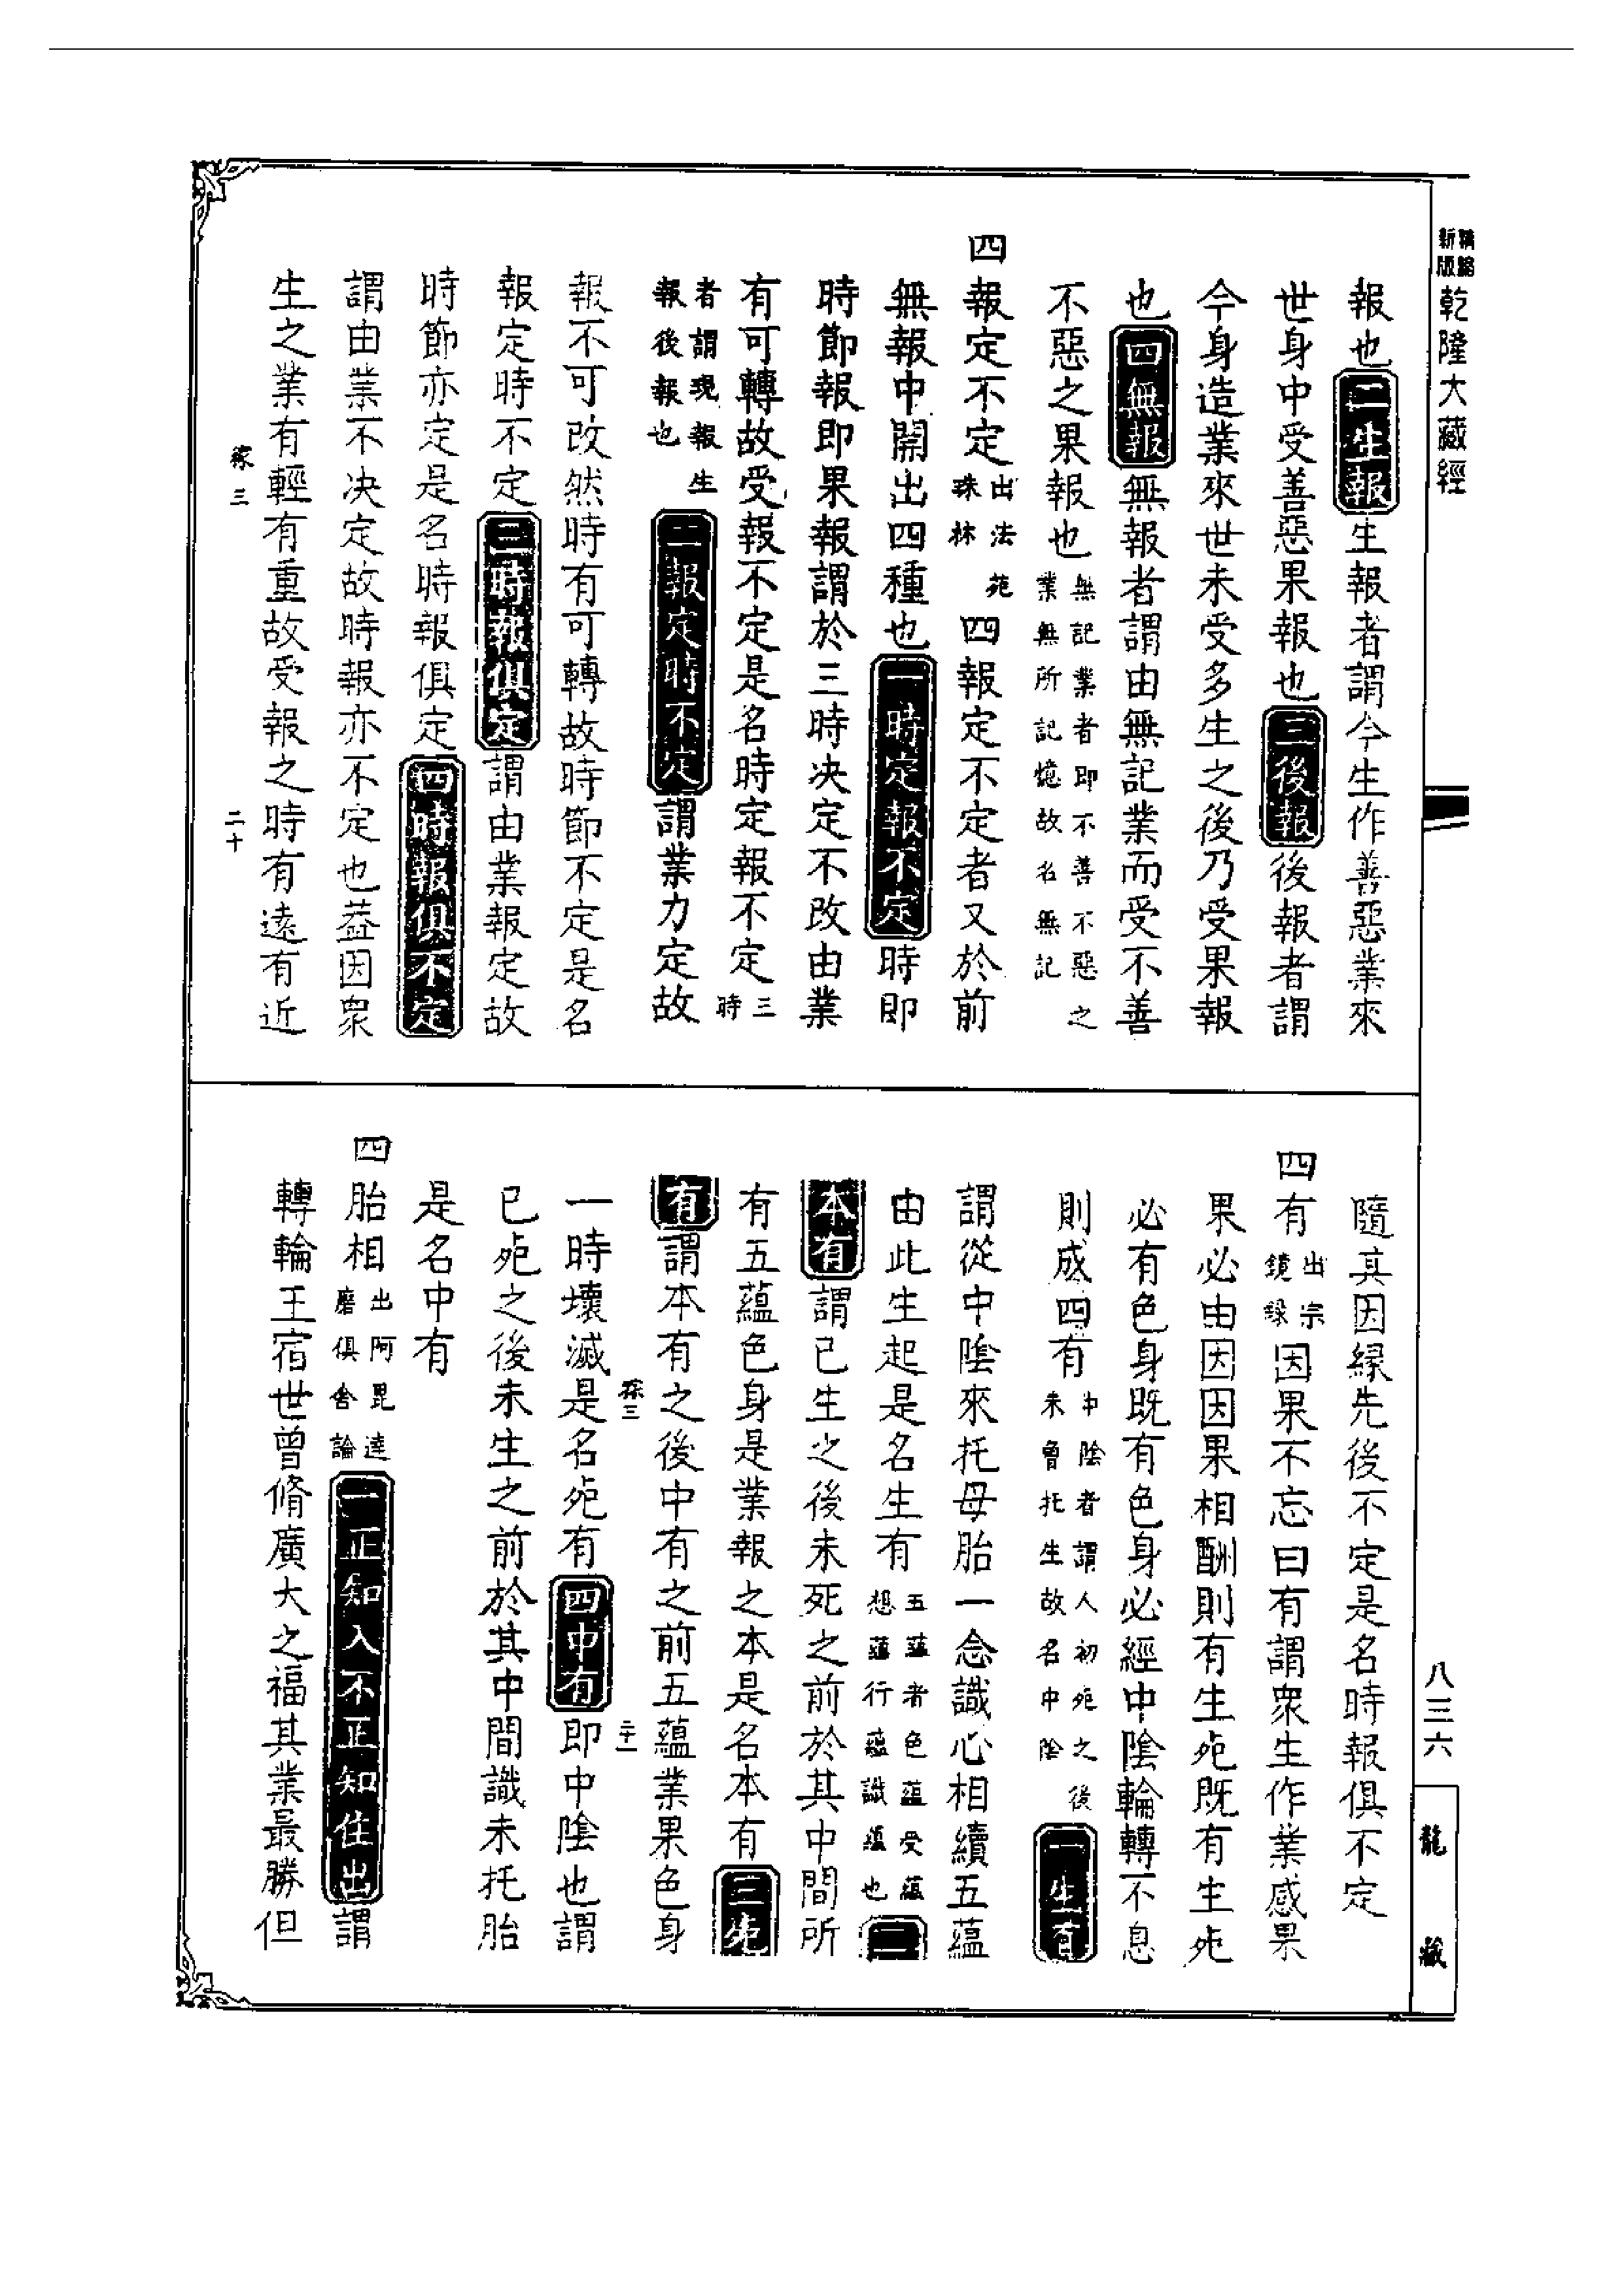 精縮新版乾隆大藏經
報也二生報生報者謂今生作善惡業來
世身中受善惡果報也三後報後報者謂
今身造業來世未受多生之後乃受果報
也四無報無報者謂由無記業而受不善
不惡之果報也無記業者即不善不惡之業無所記憶故名無記
四報定不定出法苑珠林四報定不定者又於前
無報中開出四種也一時定報不定時即
時節報即果報謂於三時决定不改由業
有可轉故受報不定是名時定報不定三時
者謂現報生報後報也二報定時不定謂業力定故
報不可改然時有可轉故時節不定是名
報定時不定三時報俱定謂由業報定故
時節亦定是名時報俱定四時報俱不定
謂由業不决定故時報亦不定也葢因衆
生之業有輕有重故受報之時有遠有近
稼三 二十
隨其因緣先後不定是名時報俱不定
四有出宗鏡錄因果不忘曰有謂衆生作業感果
果必由因因果相酬則有生死既有生死
必有色身既有色身必經中陰輪轉不息
則成四有中陰者謂人初死之後未曾托生故名中陰一生有
謂從中陰來托母胎一念識心相續五蘊
由此生起是名生有五蘊者色蘊受蘊想蘊行蘊識蘊也二
本有謂已生之後未死之前於其中間所
有五蘊色身是業報之本是名本有三死
有謂本有之後中有之前五蘊業果色身
稼三 二十一
一時壞滅是名死有四中有即中陰也謂
已死之後未生之前於其中間識未托胎
是名中有
四胎相出阿毘達磨俱舍論一正知入不正知住出謂
轉輪王宿世曾脩廣大之福其業最勝但
八三六
龍藏